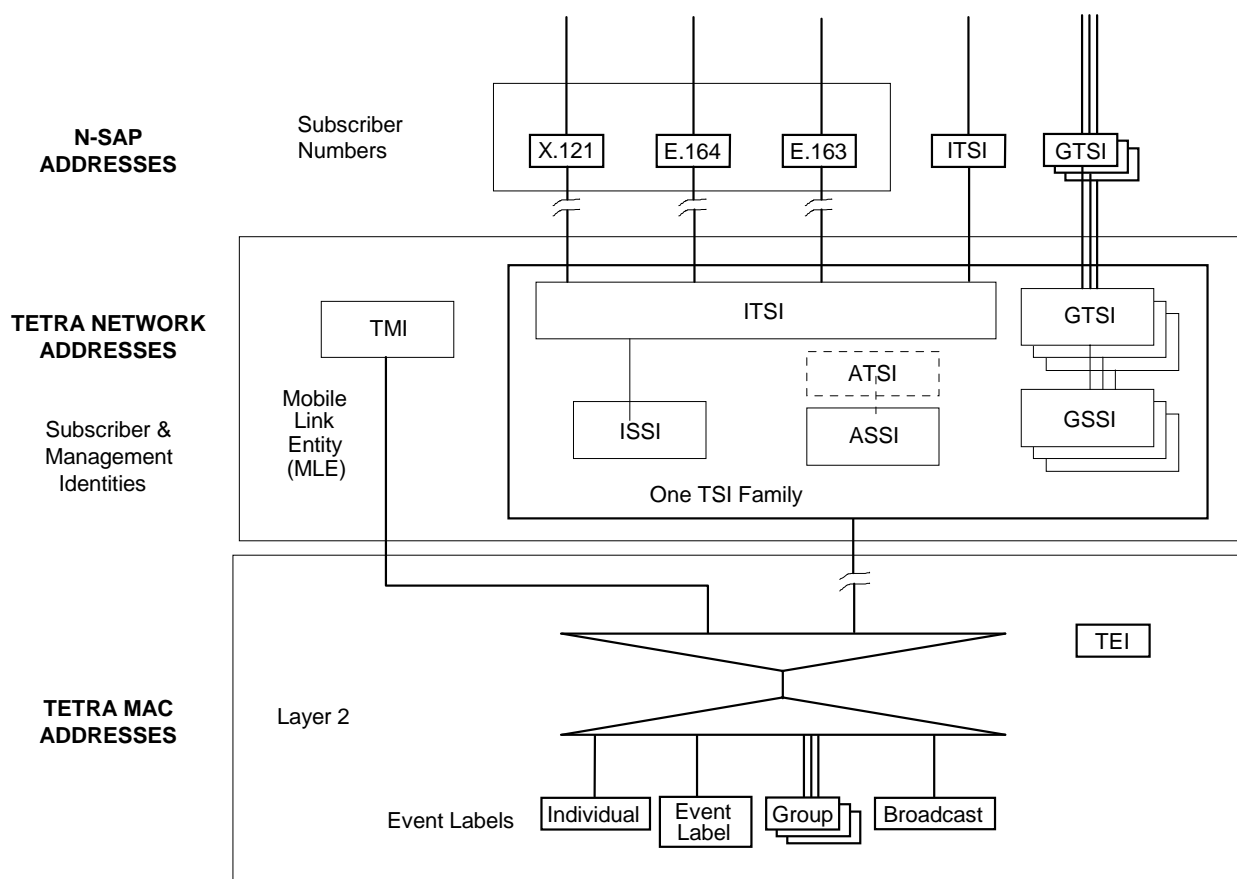 N-SAP
ADDRESSES
Subscriber
Numbers
X.121
E.164
E.163
ITSI
GTSI
TETRA NETWORK
ADDRESSES
Subscriber &
Management
Identities
TMI
Mobile
Link
Entity
(MLE)
ITSI
GTSI
ATSI
ISSI
ASSI
GSSI
One TSI Family
TEI
TETRA MAC
ADDRESSES
Layer 2
Event Labels
Individual
Event
Label
Group
Broadcast